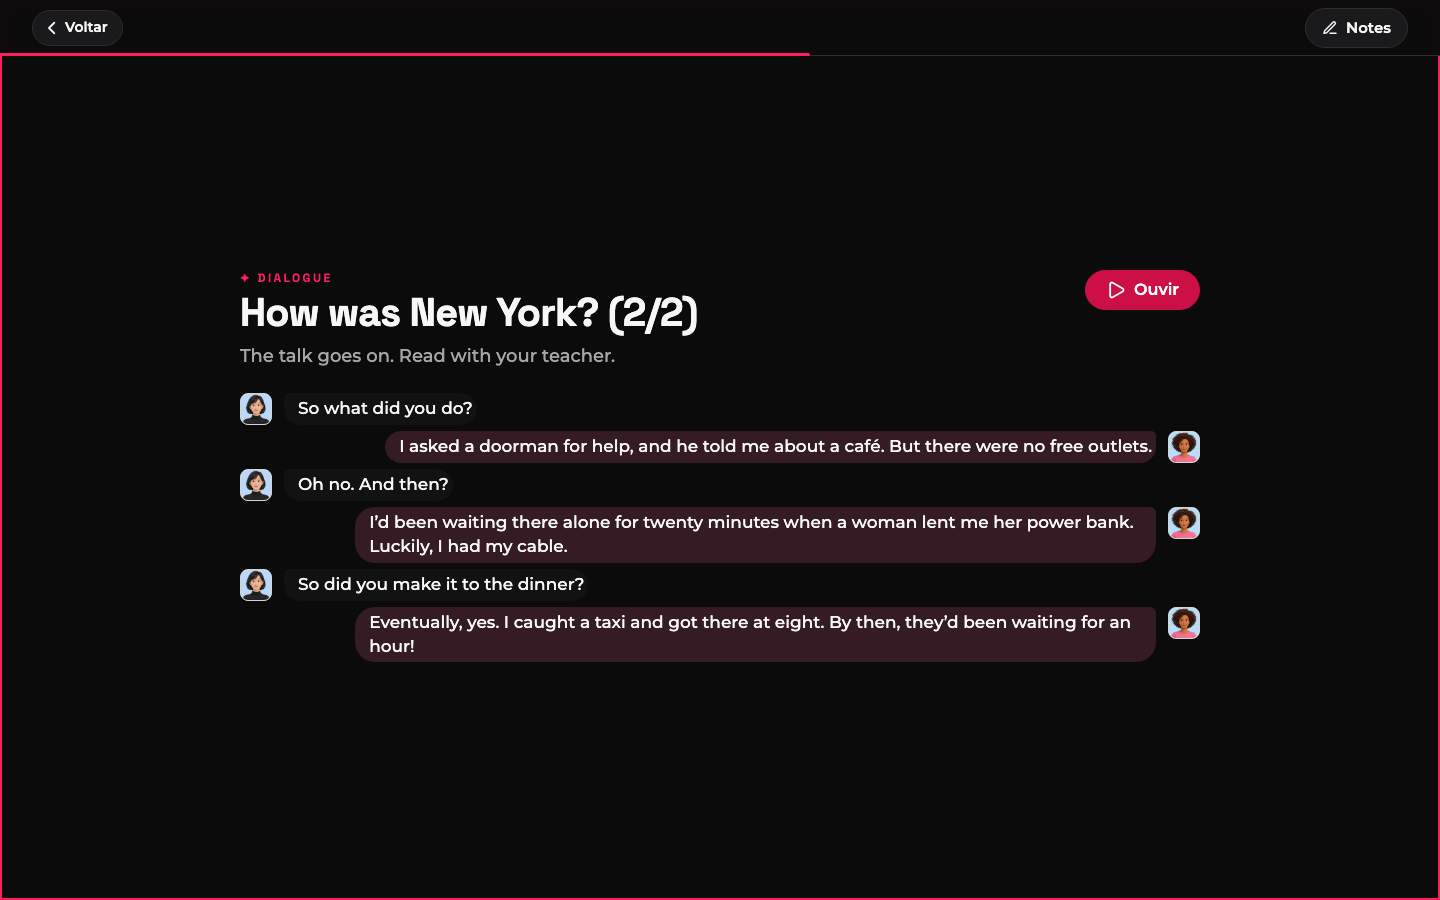 Voltar
Notes
DIALOGUE
How was New York? (2/2)
Ouvir
The talk goes on. Read with your teacher.
So what did you do?
I asked a doorman for help, and he told me about a café. But there were no free outlets.
Oh no. And then?
I’d been waiting there alone for twenty minutes when a woman lent me her power bank.
Luckily, I had my cable.
So did you make it to the dinner?
Eventually, yes. I caught a taxi and got there at eight. By then, they’d been waiting for an
hour!